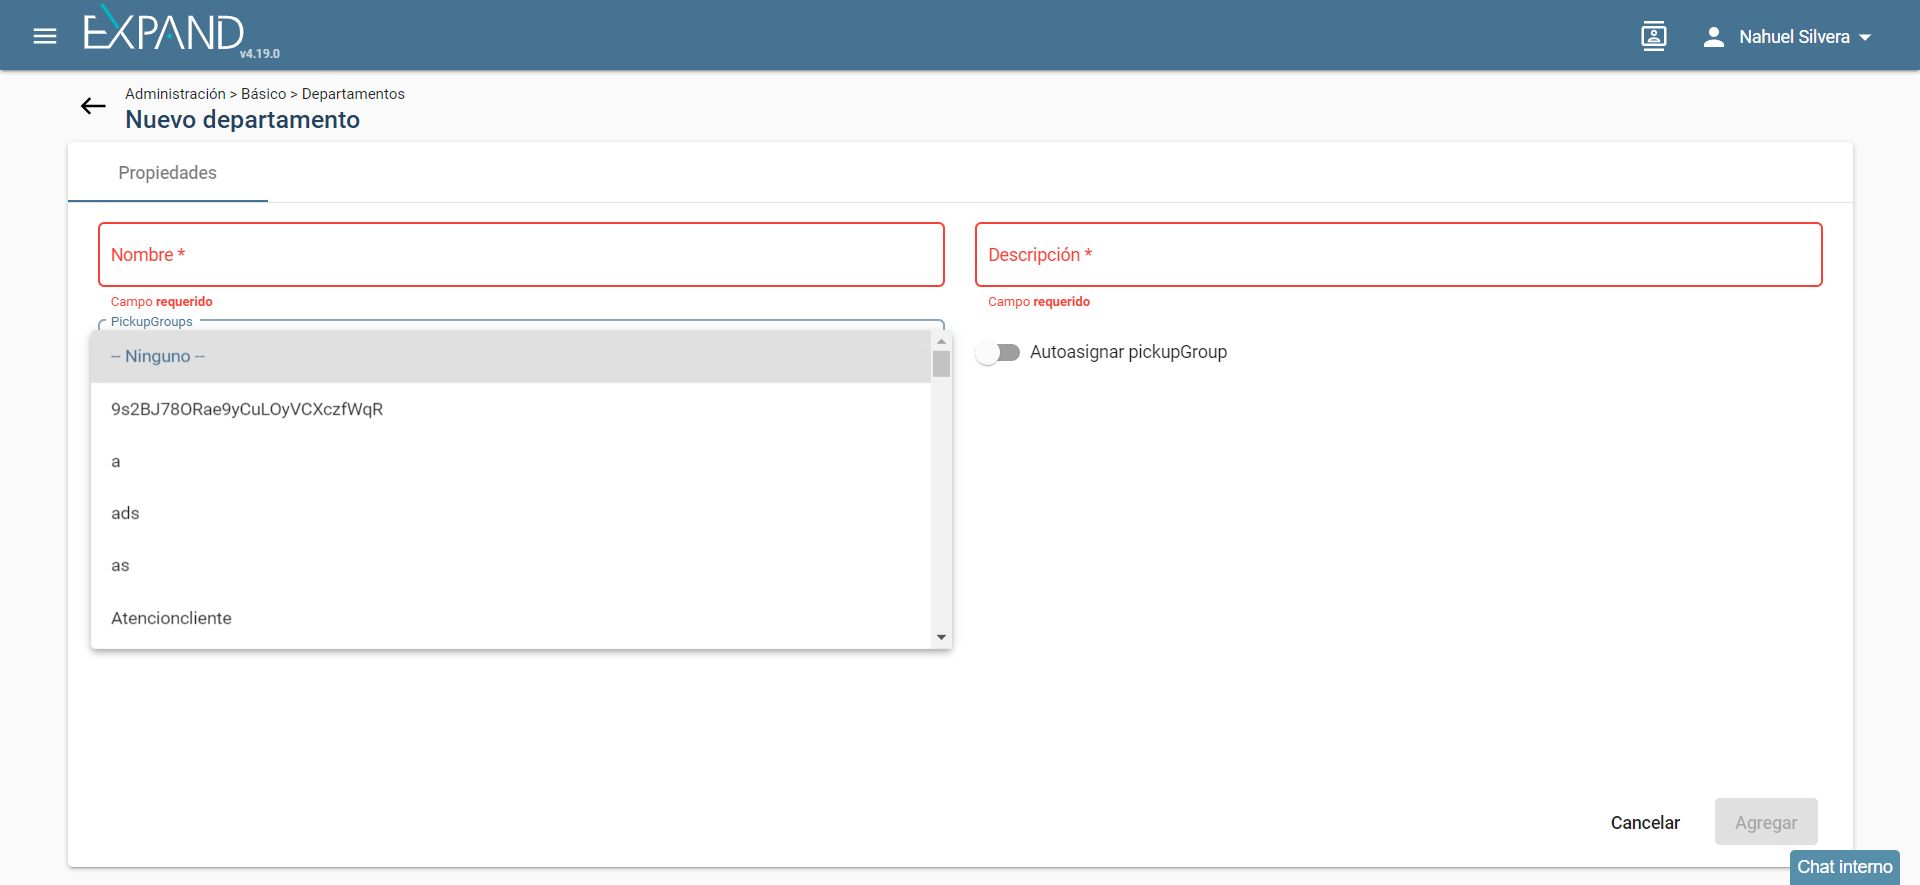 EXPAND
v4.19.0
Nahuel Silvera
Administración > Básico > Departamentos
Nuevo departamento
Propiedades
Nombre *
Descripción *
Campo requerido
Campo requerido
PickupGroups
-- Ninguno --
Autoasignar pickupGroup
9s2BJ78ORae9yCuLOyVCXczfWqR
a
ads
as
Atencioncliente
Cancelar
Agregar
Chat interno